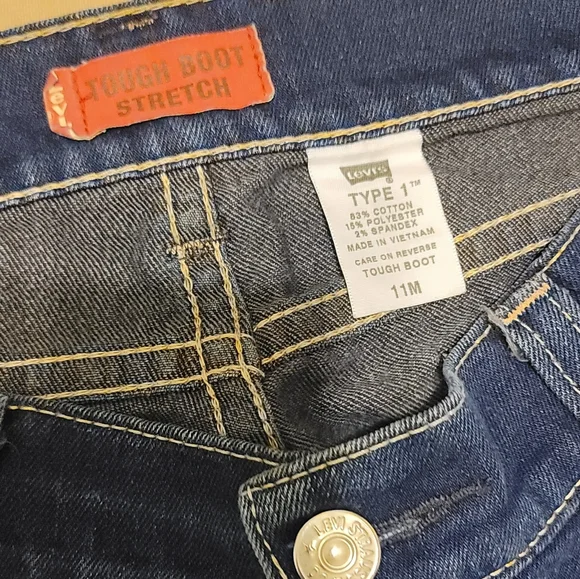 Levi's
TOUGH BOOT
STRETCH
Levi's
TYPE 1™
83% COTTON
15% POLYESTER
2% SPANDEX
MADE IN VIETNAM
CARE ON REVERSE
TOUGH BOOT
11M
LEVI STRAUSS